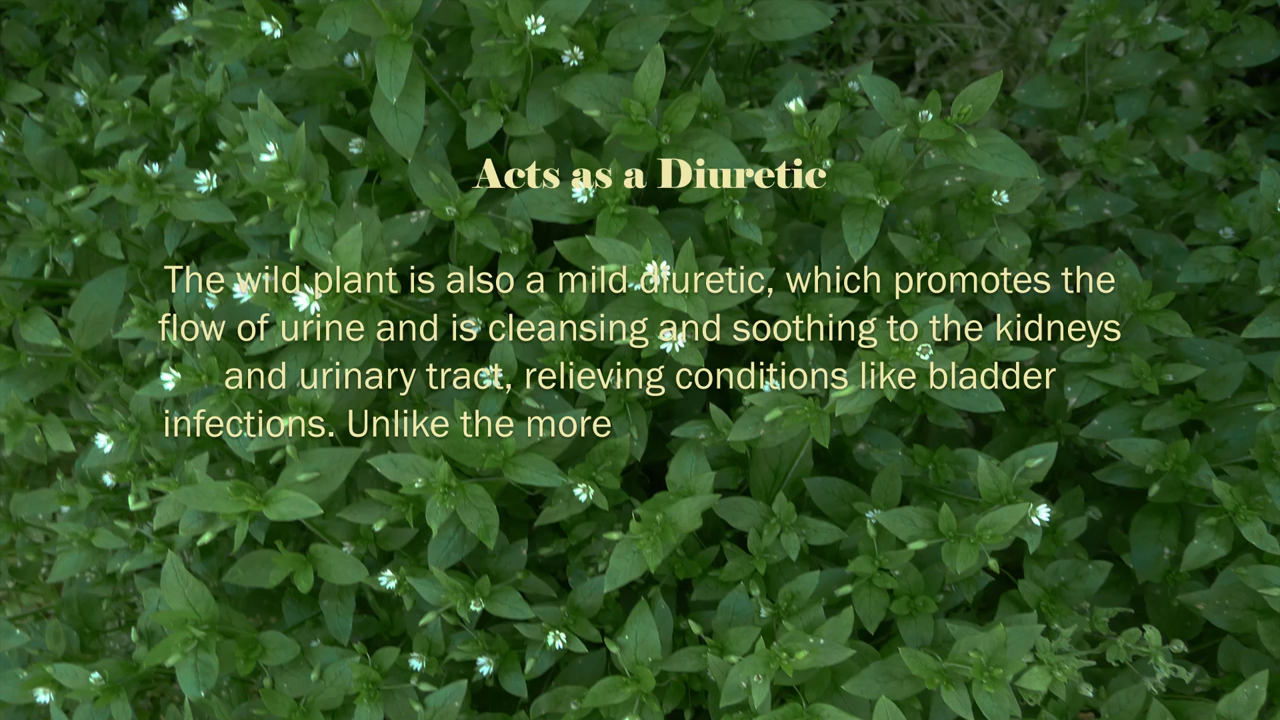 Acts as a Diuretic
The wild plant is also a mild diuretic, which promotes the
flow of urine and is cleansing and soothing to the kidneys
and urinary tract, relieving conditions like bladder
infections. Unlike the more